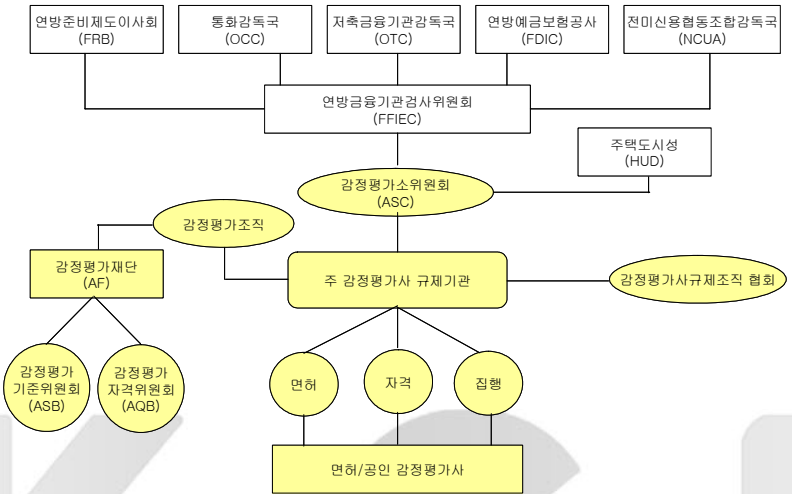 연방준비제도이사회
(FRB)
통화감독국
(OCC)
저축금융기관감독국
(OTC)
연방예금보험공사
(FDIC)
전미신용협동조합감독국
(NCUA)
연방금융기관검사위원회
(FFIEC)
주택도시성
(HUD)
감정평가소위원회
(ASC)
감정평가조직
감정평가재단
(AF)
주 감정평가사 규제기관
감정평가사규제조직 협회
감정평가
기준위원회
(ASB)
감정평가
자격위원회
(AQB)
면허
자격
집행
면허/공인 감정평가사